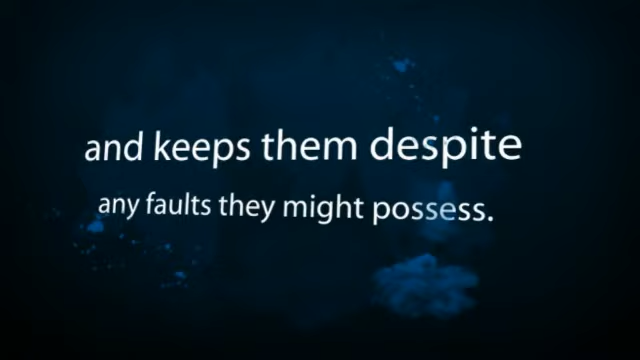 and keeps them despite
any faults they might possess.